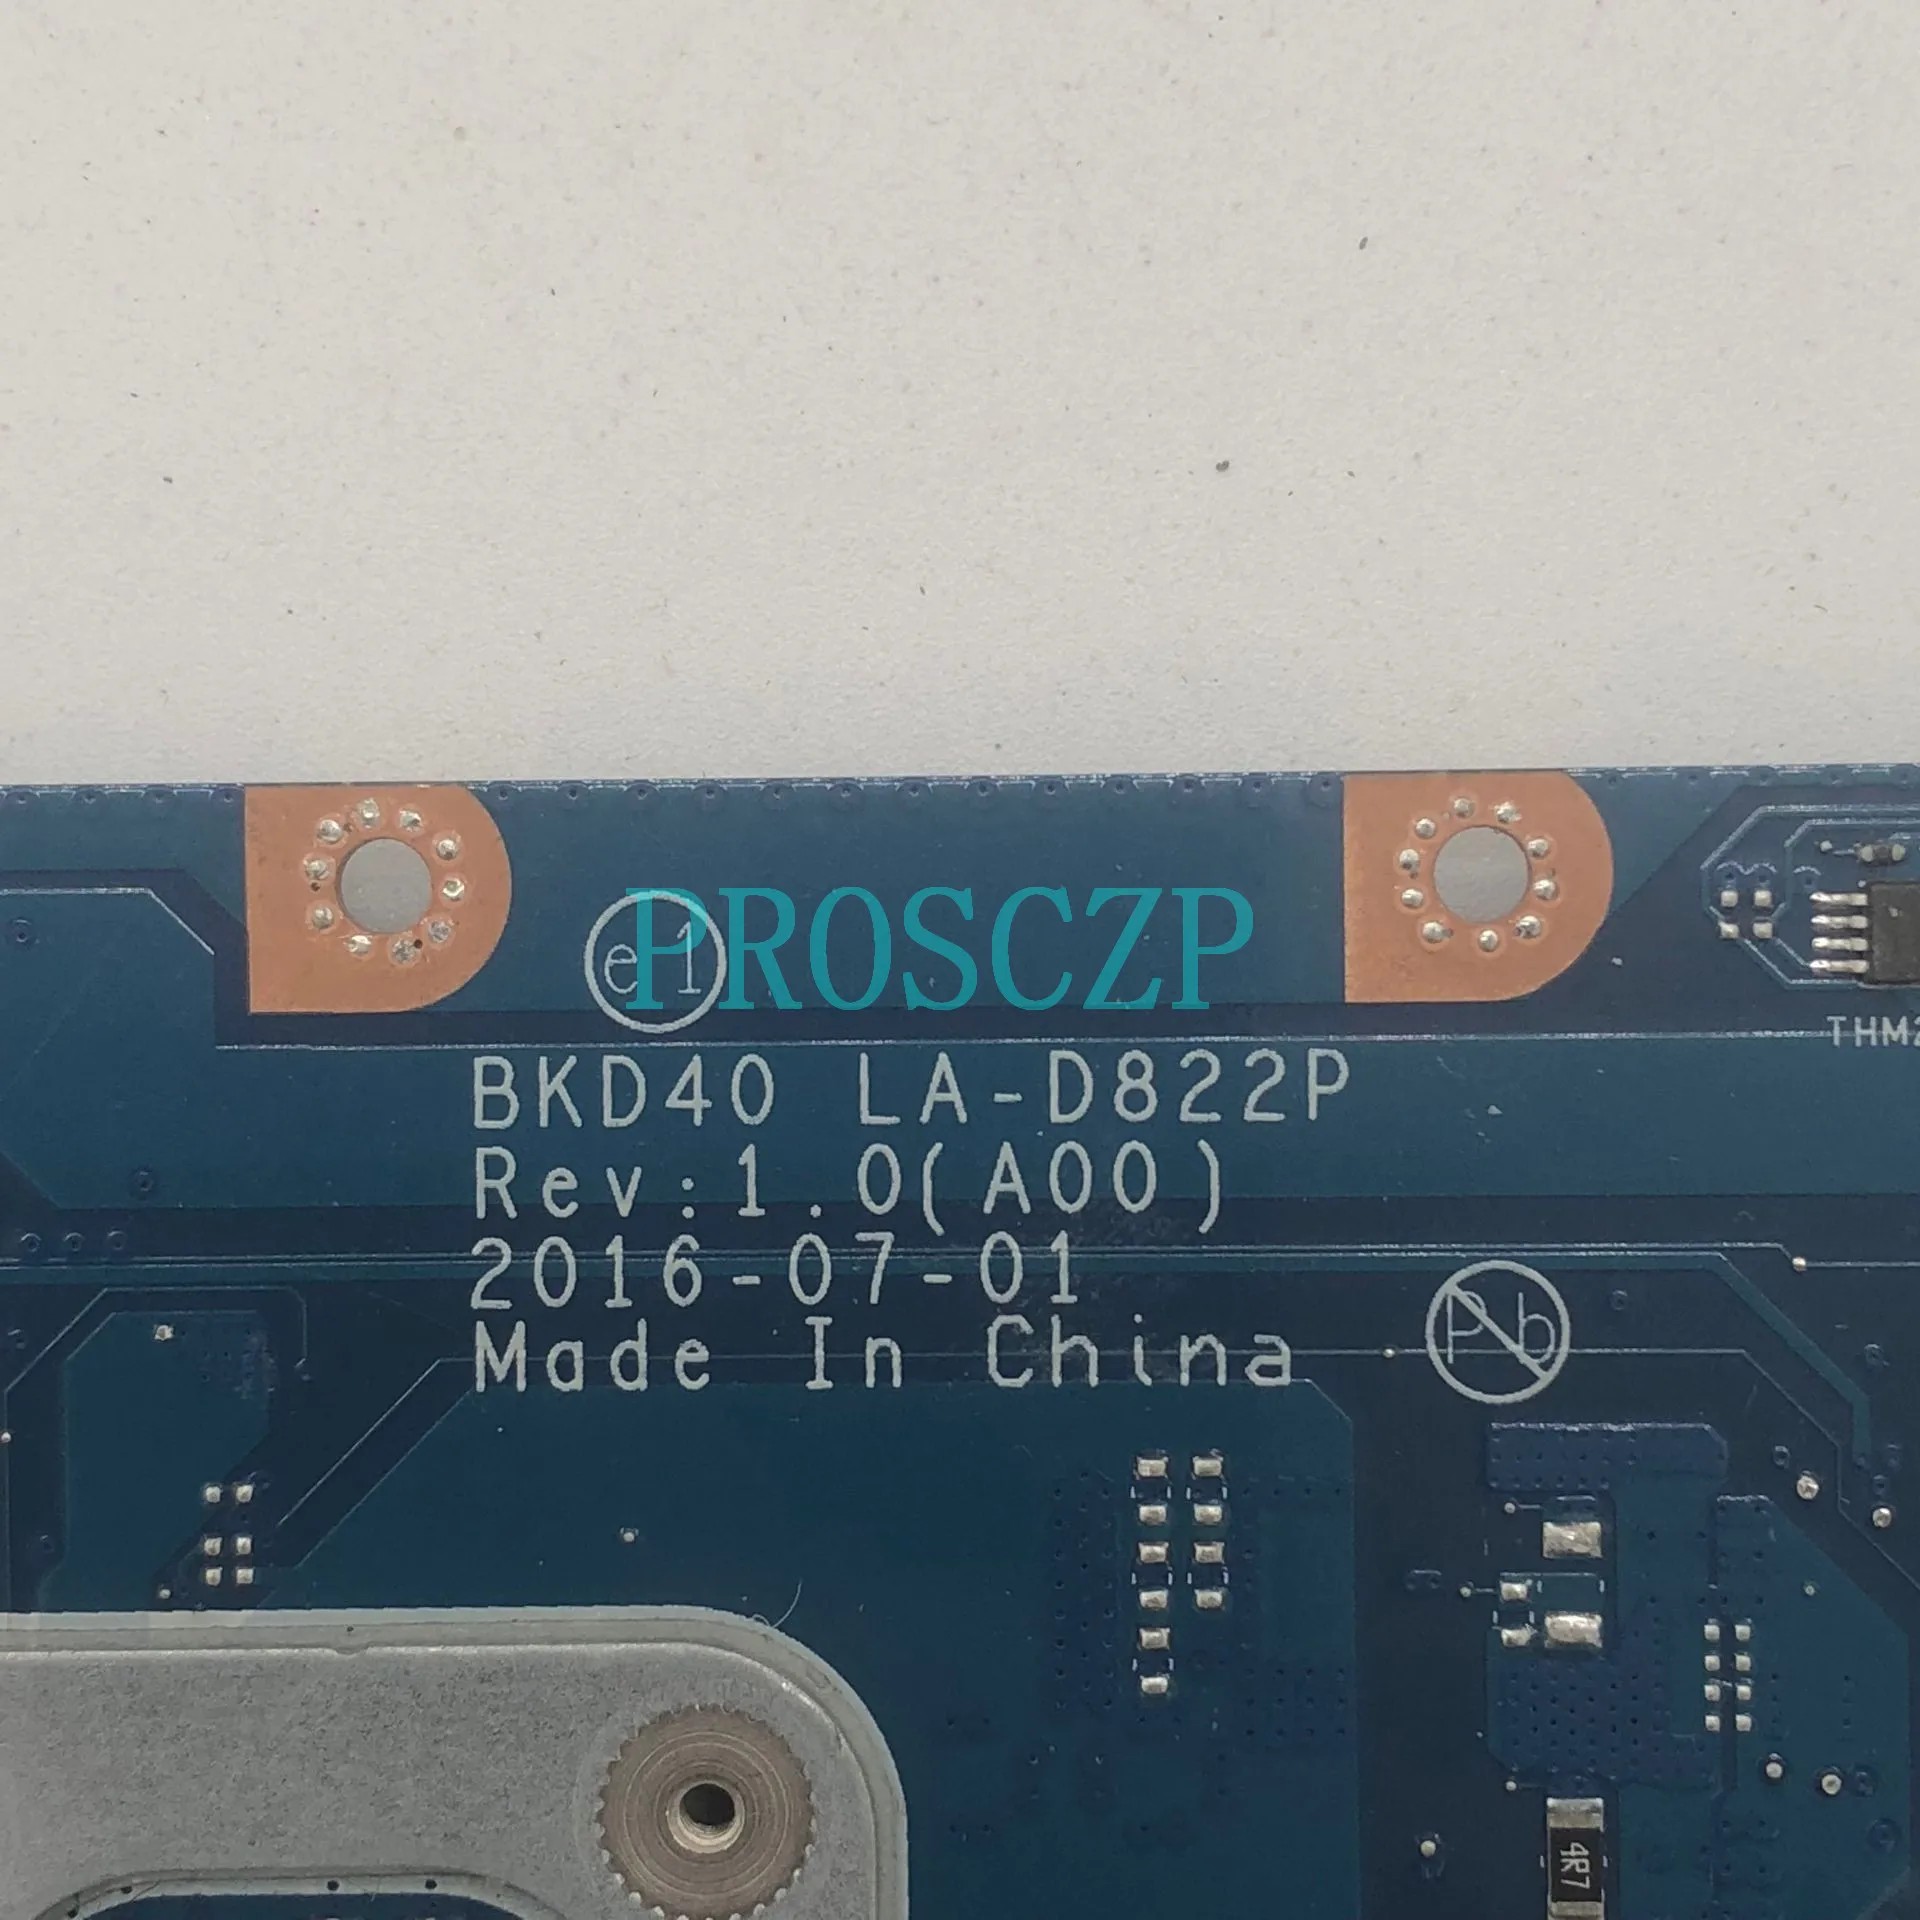 PROSCZP
e1
BKD40 LA-D822P
Rev:1.0(A00)
2016-07-01
Made In China
Pb
THM2
4R7